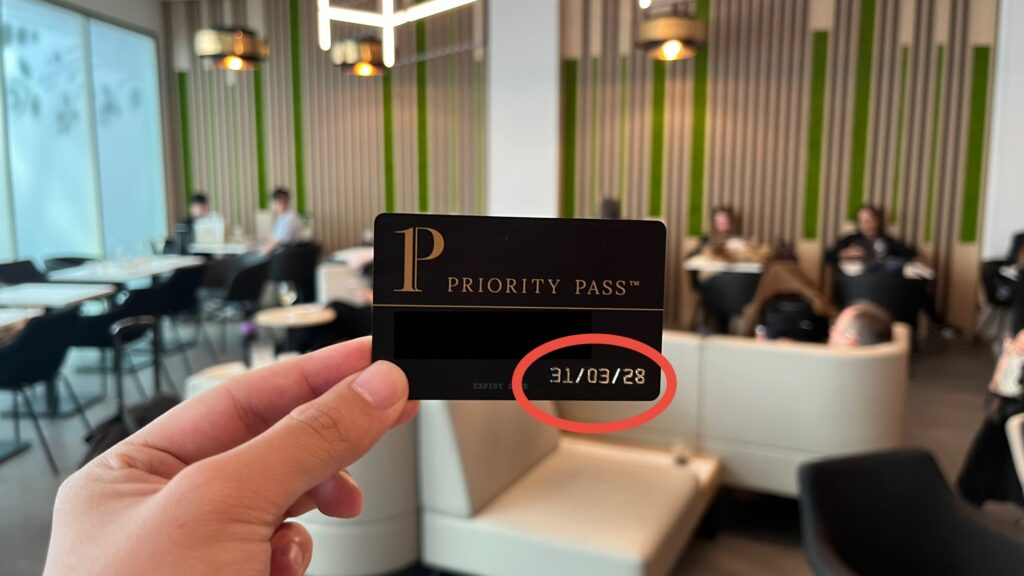 P
PRIORITY PASS™
31/03/28
EXPIRY DATE